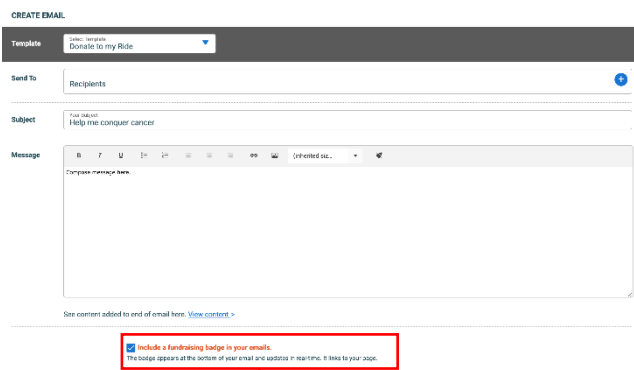 CREATE EMAIL
Template
Select Template
Donate to my Ride
Send To
Recipients
Subject
Your Subject
Help me conquer cancer
Message
B I U (Inherited siz...
Compose message here.
See content added to end of email here. View content >
Include a fundraising badge in your emails.
The badge appears at the bottom of your email and updates in real-time. It links to your page.